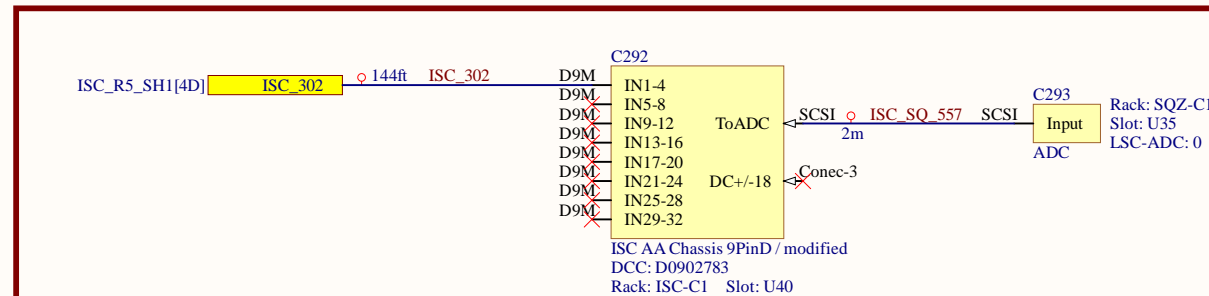 C292
ISC_R5_SH1[4D] ISC_302 144ft ISC_302 D9M IN1-4
D9M IN5-8
D9M IN9-12 ToADC SCSI ISC_SQ_557 SCSI
2m
D9M IN13-16
D9M IN17-20
D9M IN21-24 DC+/-18 Conec-3
D9M IN25-28
D9M IN29-32
ISC AA Chassis 9PinD / modified
DCC: D0902783
Rack: ISC-C1 Slot: U40
C293
Input
ADC
Rack: SQZ-C1
Slot: U35
LSC-ADC: 0